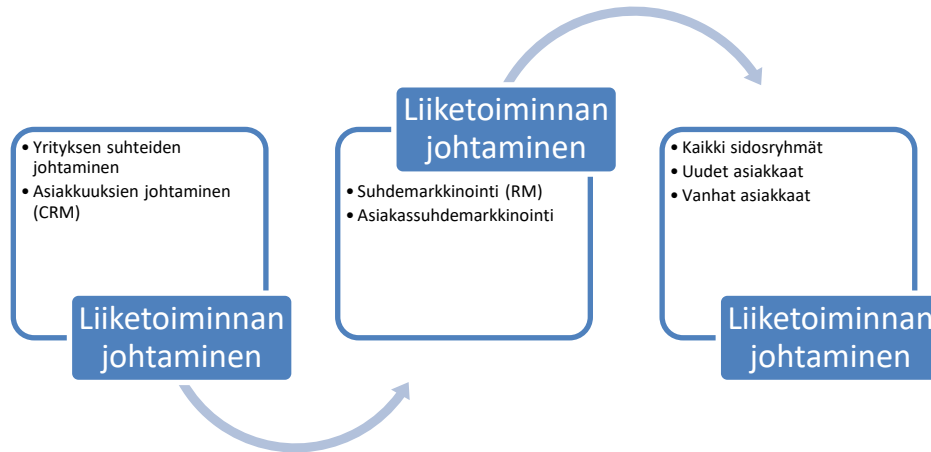 • Yrityksen suhteiden
johtaminen
• Asiakkuuksien johtaminen
(CRM)
Liiketoiminnan
johtaminen
Liiketoiminnan
johtaminen
• Suhdemarkkinointi (RM)
• Asiakassuhdemarkkinointi
• Kaikki sidosryhmät
• Uudet asiakkaat
• Vanhat asiakkaat
Liiketoiminnan
johtaminen